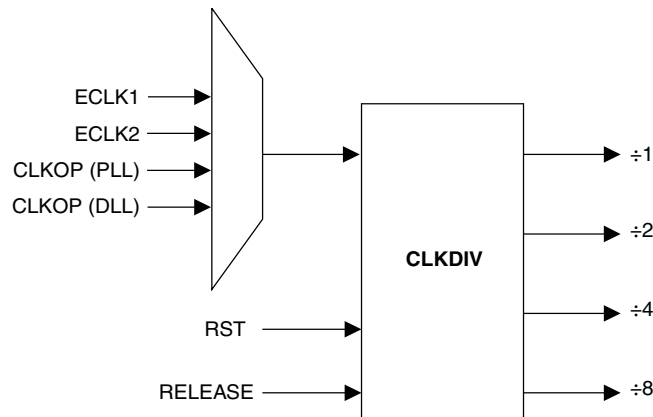 ECLK1
ECLK2
CLKOP (PLL)
CLKOP (DLL)
RST
RELEASE
CLKDIV
÷1
÷2
÷4
÷8